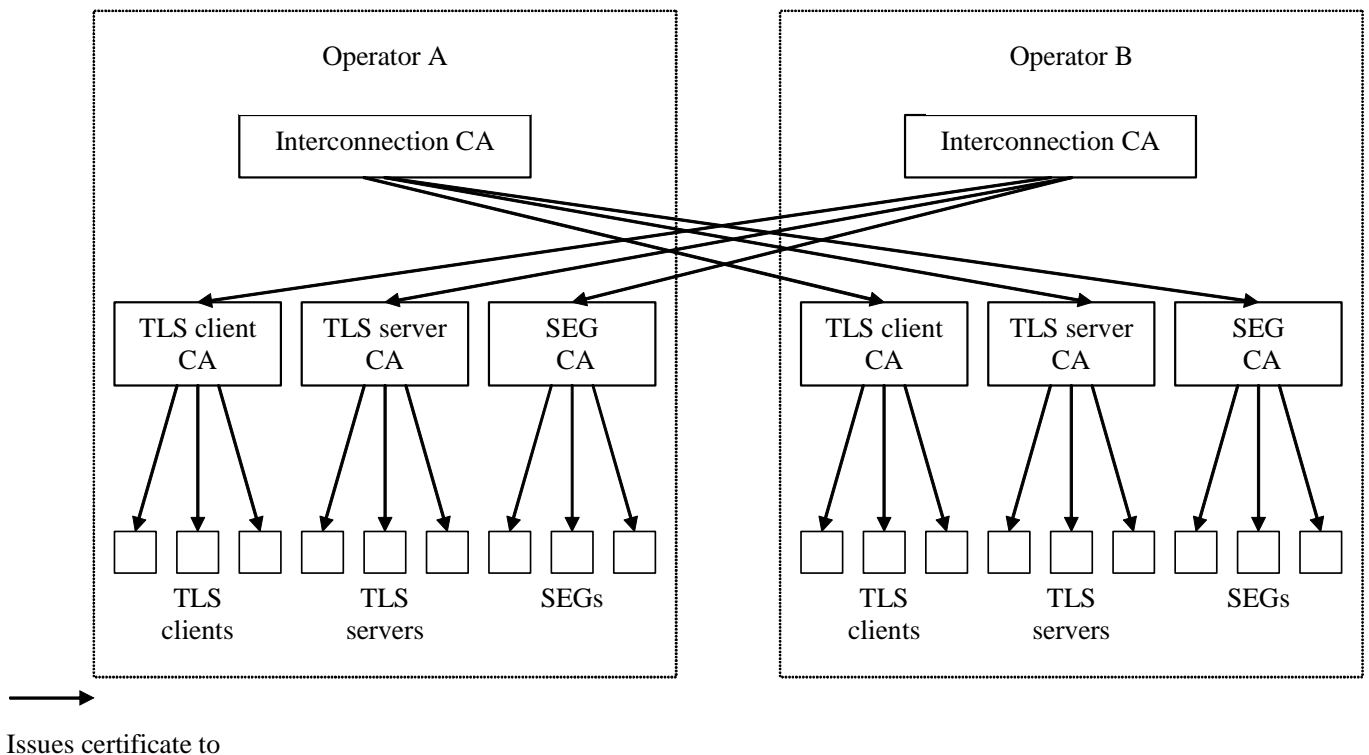 Operator A
Operator B
Interconnection CA
Interconnection CA
TLS client
CA
TLS server
CA
SEG
CA
TLS client
CA
TLS server
CA
SEG
CA
TLS
clients
TLS
servers
SEGs
TLS
clients
TLS
servers
SEGs
Issues certificate to